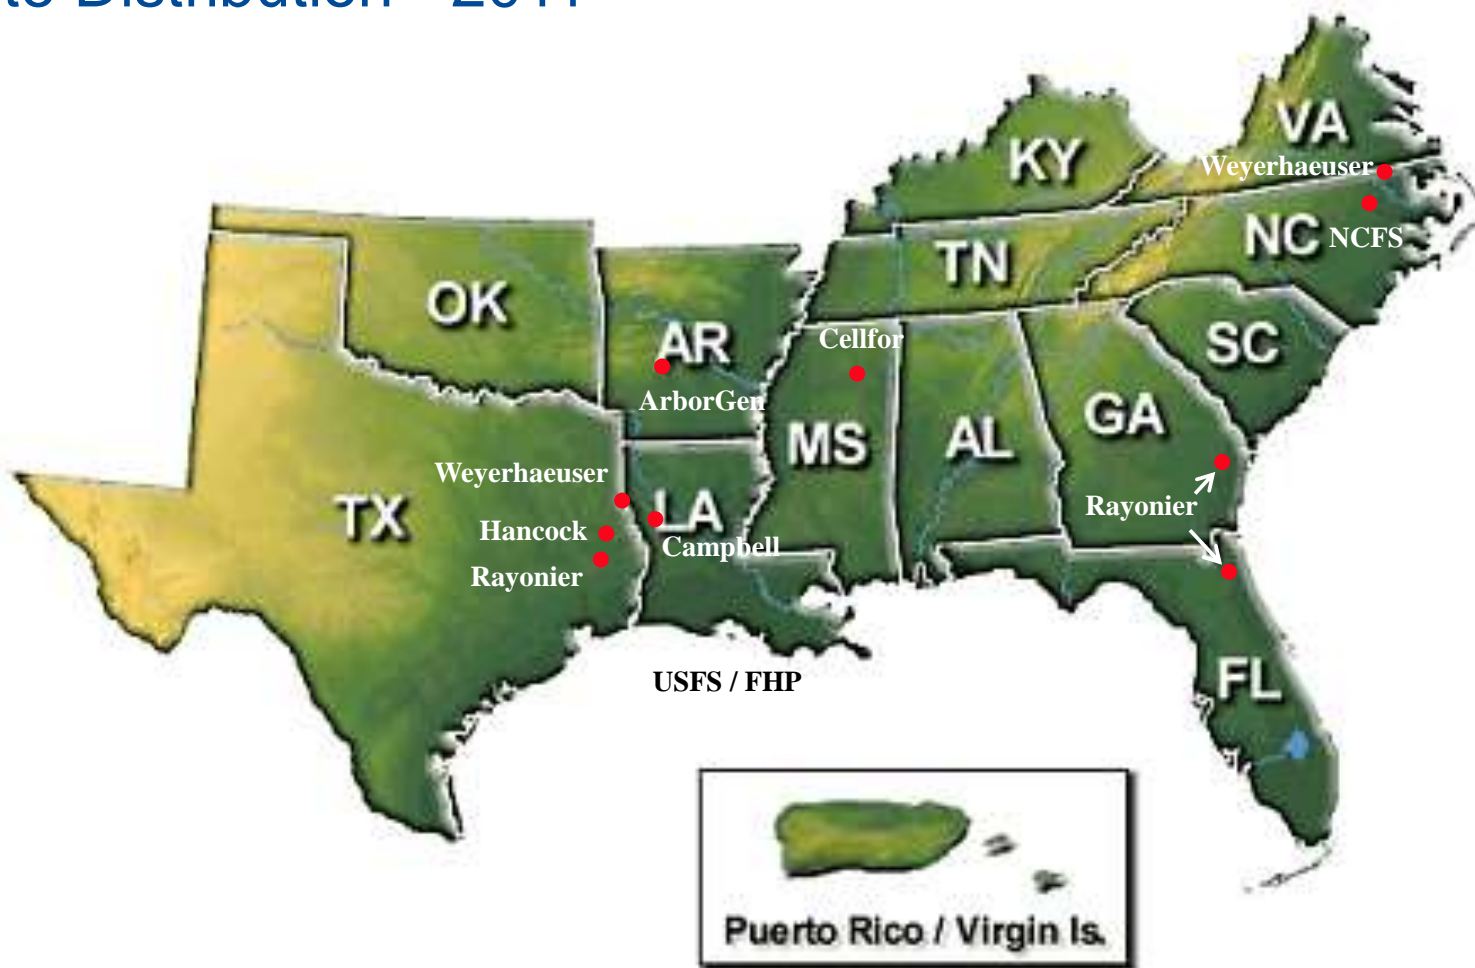 Distribution
VA
KY
Weyerhaeuser
NC NCFS
TN
OK
AR
Cellfor
SC
ArborGen
GA
MS
AL
Weyerhaeuser
TX
LA
Rayonier
Hancock
Campbell
Rayonier
USFS / FHP
FL
Puerto Rico / Virgin Is.